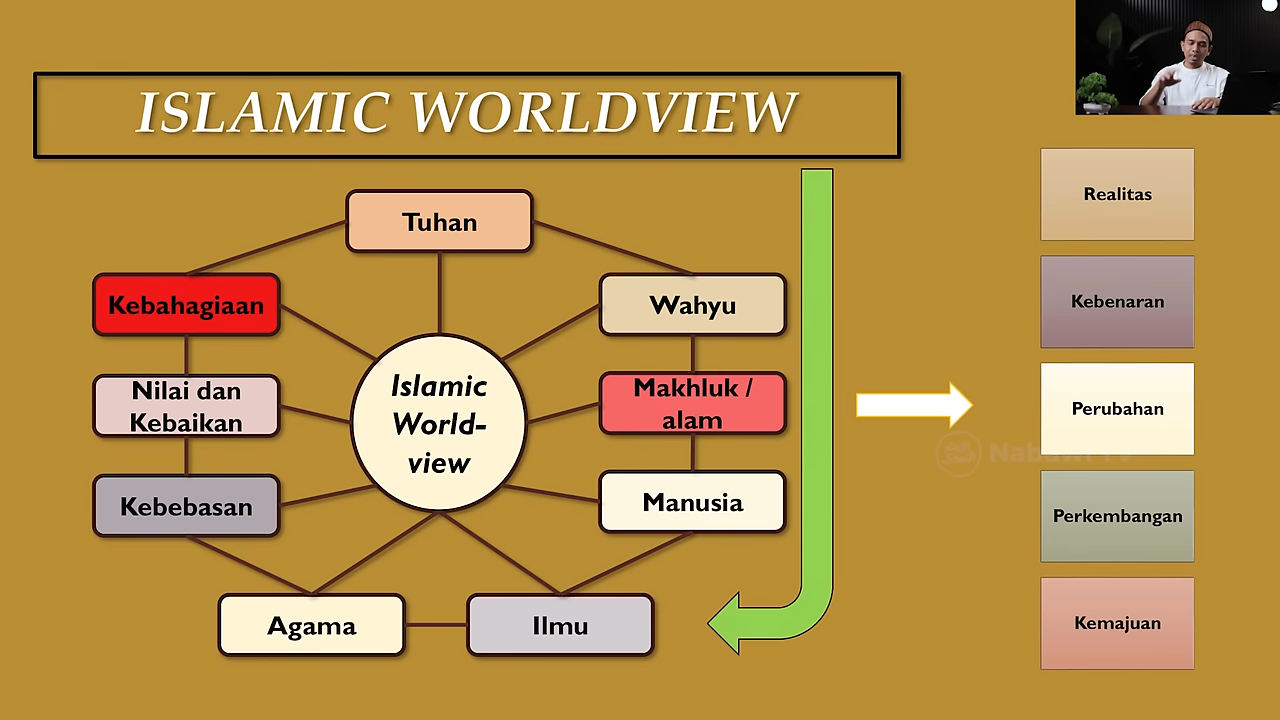 ISLAMIC WORLDVIEW
Tuhan
Kebahagiaan
Wahyu
Nilai dan
Kebaikan
Islamic
World-
view
Makhluk /
alam
Kebebasan
Manusia
Agama
Ilmu
Realitas
Kebenaran
Perubahan
Perkembangan
Kemajuan